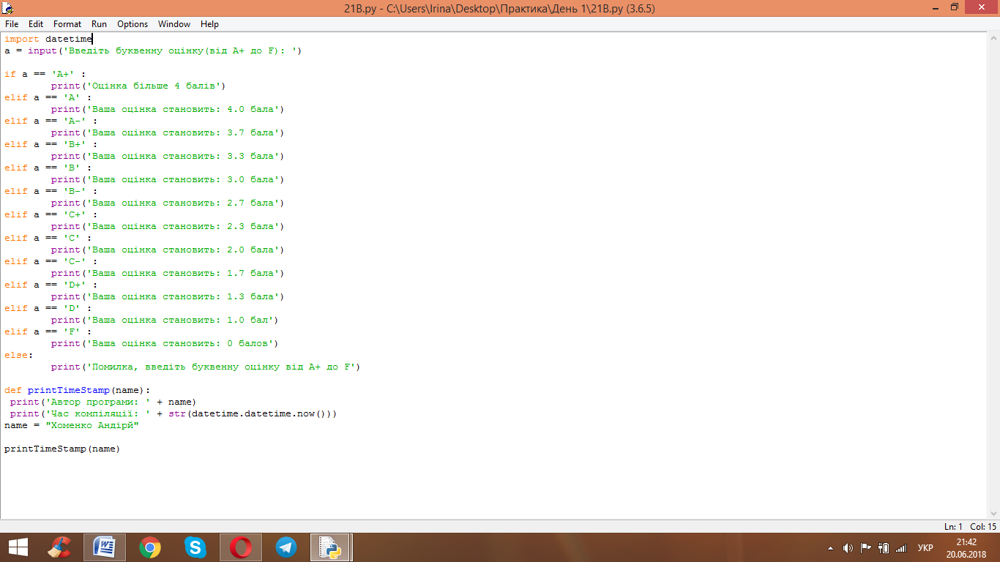 21B.py - C:\Users\Irina\Desktop\Практика\День 1\21B.py (3.6.5)
File Edit Format Run Options Window Help
import datetime
a = input('Введіть буквенну оцінку(від A+ до F): ')
if a == 'A+' :
print('Оцінка більше 4 балів')
elif a == 'A' :
print('Ваша оцінка становить: 4.0 бала')
elif a == 'A-' :
print('Ваша оцінка становить: 3.7 бала')
elif a == 'B+' :
print('Ваша оцінка становить: 3.3 бала')
elif a == 'B' :
print('Ваша оцінка становить: 3.0 бала')
elif a == 'B-' :
print('Ваша оцінка становить: 2.7 бала')
elif a == 'C+' :
print('Ваша оцінка становить: 2.3 бала')
elif a == 'C' :
print('Ваша оцінка становить: 2.0 бала')
elif a == 'C-' :
print('Ваша оцінка становить: 1.7 бала')
elif a == 'D+' :
print('Ваша оцінка становить: 1.3 бала')
elif a == 'D' :
print('Ваша оцінка становить: 1.0 бал')
elif a == 'F' :
print('Ваша оцінка становить: 0 балов')
else:
print('Помилка, введіть буквенну оцінку від A+ до F')
def printTimeStamp(name):
print('Автор програми: ' + name)
print('Час компіляції: ' + str(datetime.datetime.now()))
name = "Хоменко Андірй"
printTimeStamp(name)
Ln: 1 Col: 15
УКР
21:42
20.06.2018